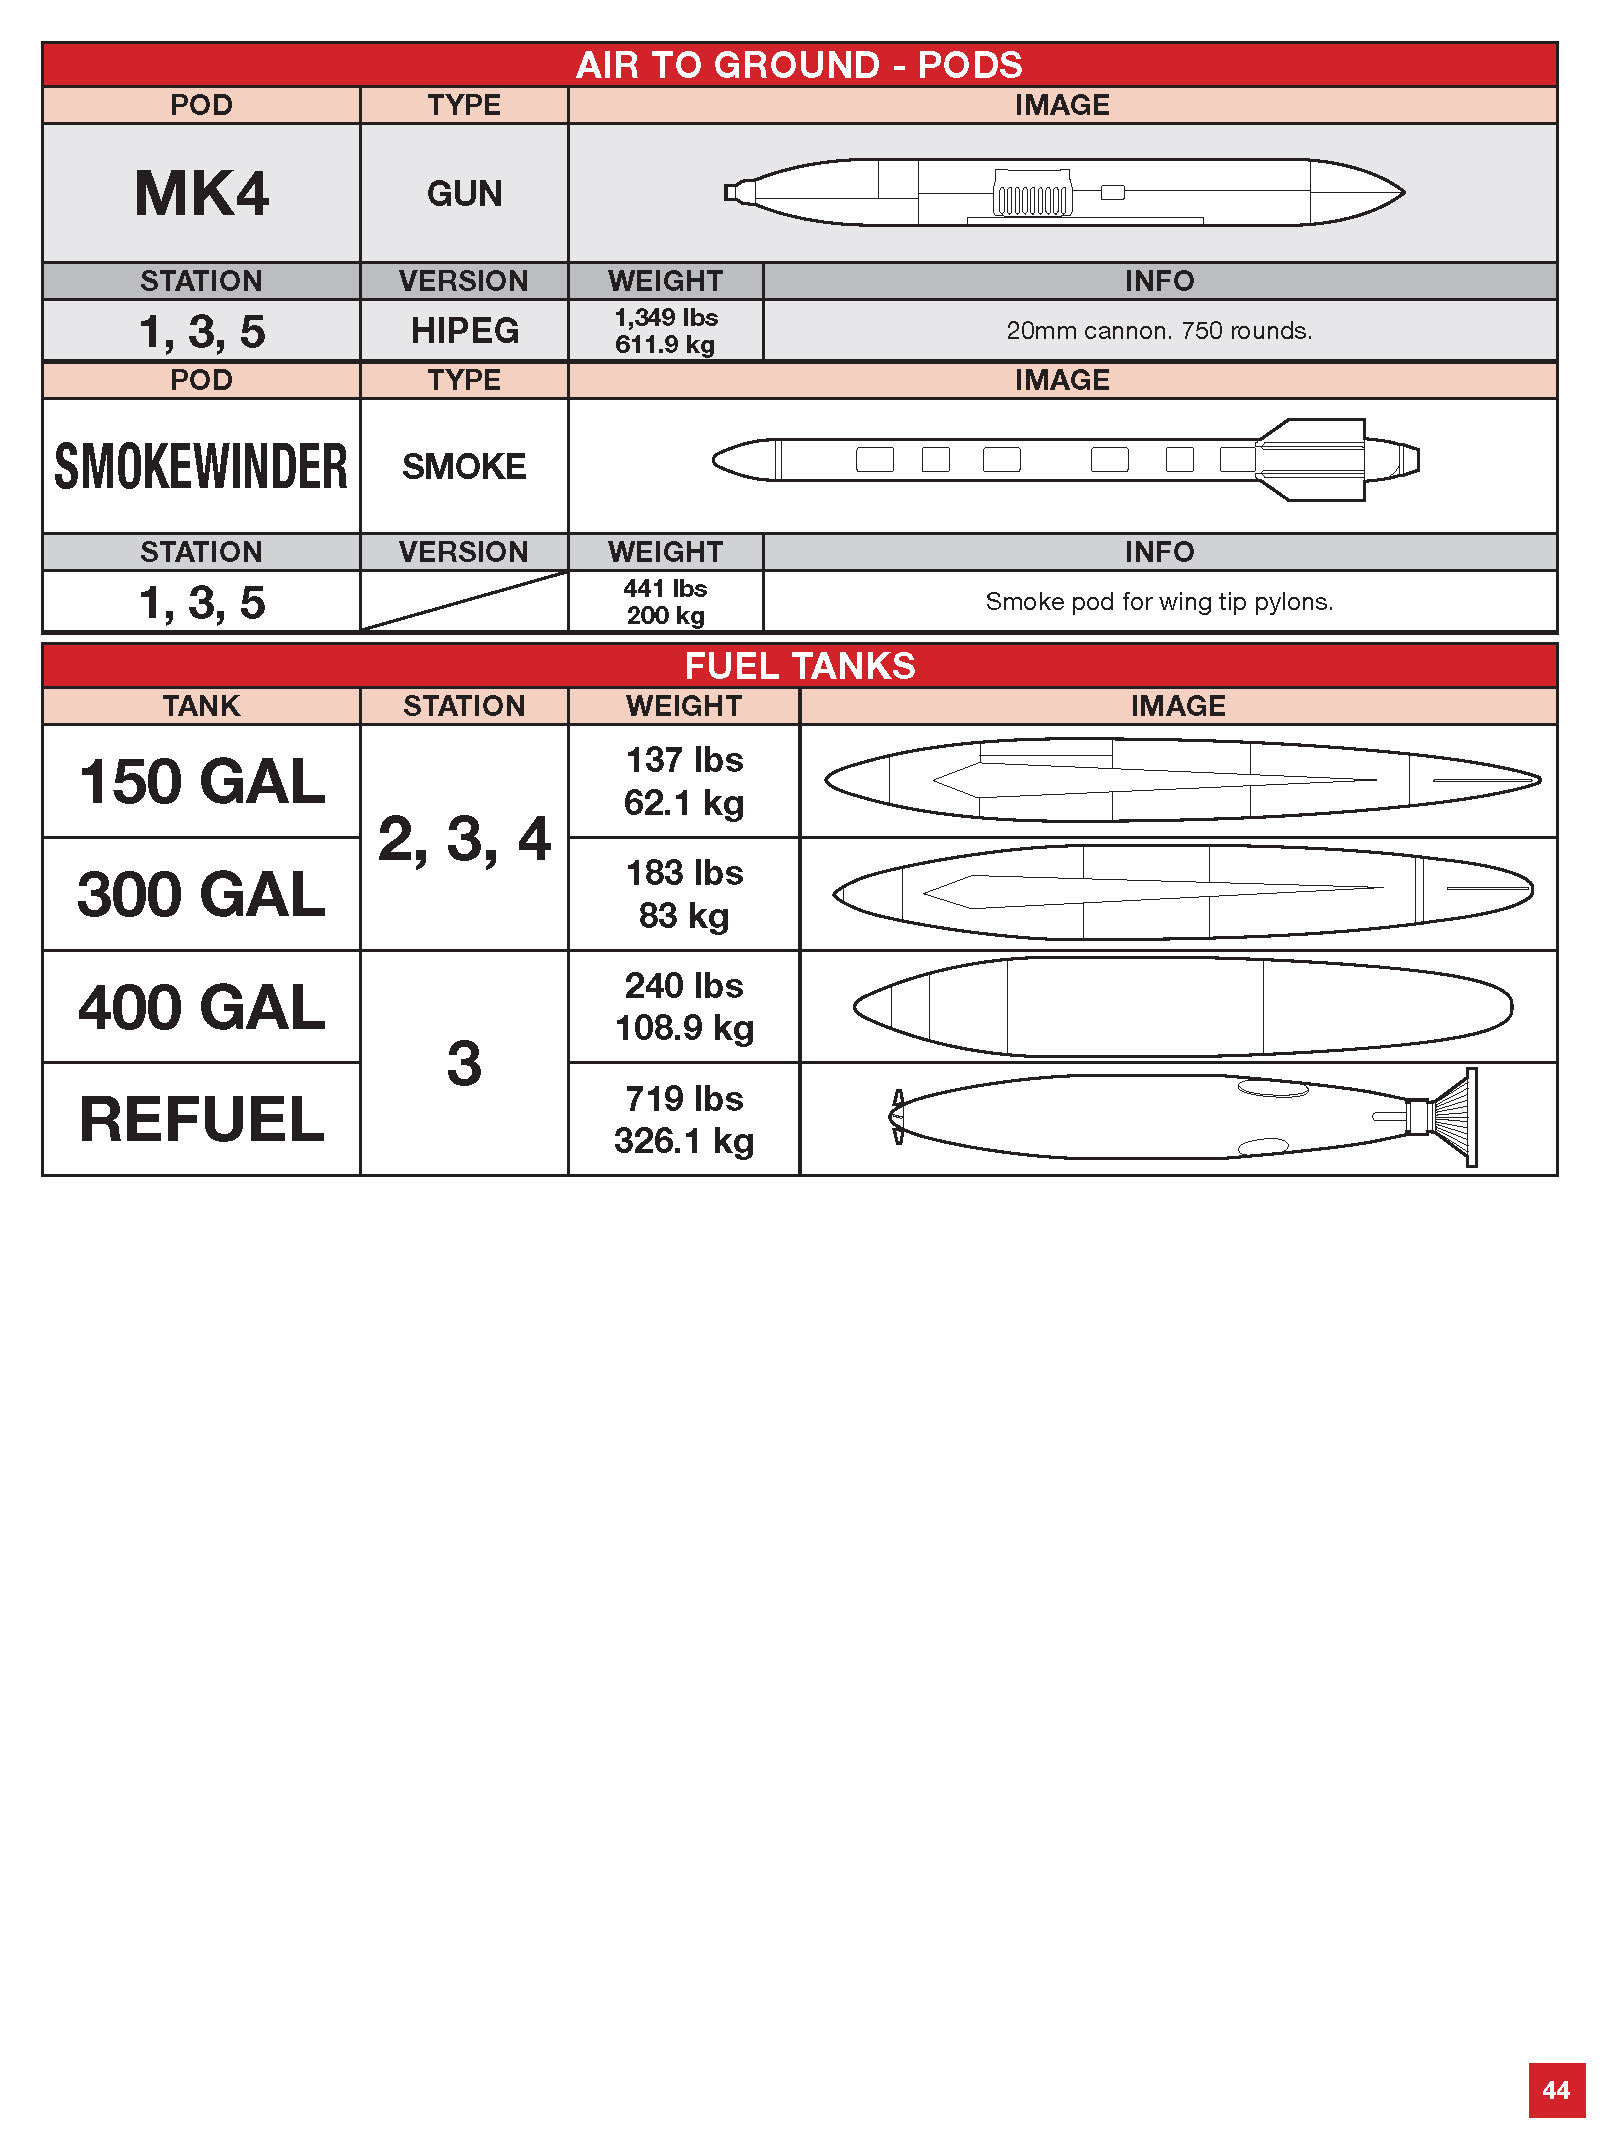 AIR TO GROUND - PODS
POD TYPE IMAGE
MK4 GUN
STATION VERSION WEIGHT INFO
1, 3, 5 HIPEG 1,349 lbs 611.9 kg 20mm cannon. 750 rounds.
POD TYPE IMAGE
SMOKEWINDER SMOKE
STATION VERSION WEIGHT INFO
1, 3, 5 441 lbs 200 kg Smoke pod for wing tip pylons.
FUEL TANKS
TANK STATION WEIGHT IMAGE
150 GAL 2, 3, 4 137 lbs 62.1 kg
300 GAL 183 lbs 83 kg
400 GAL 3 240 lbs 108.9 kg
REFUEL 719 lbs 326.1 kg
44